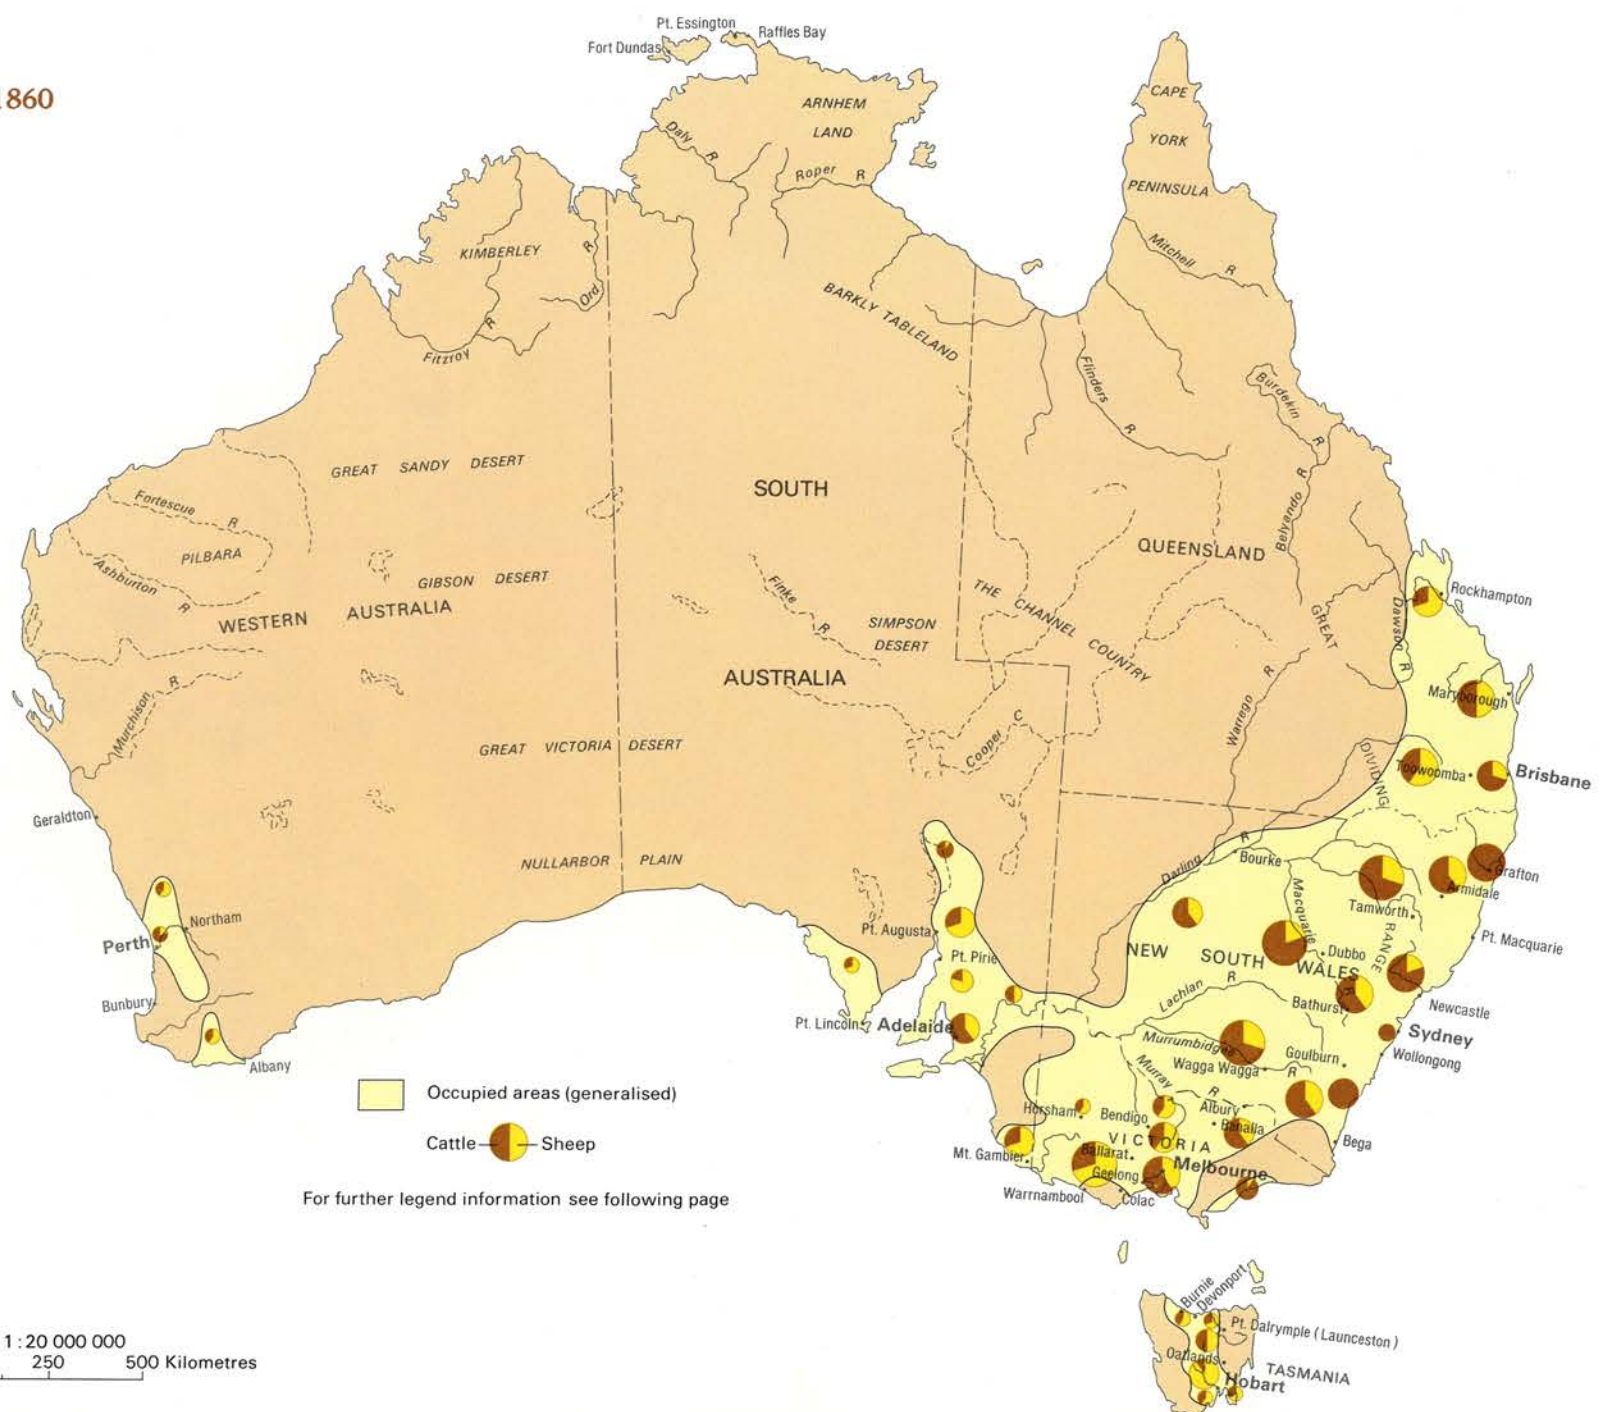 860
Pt. Essington
Raffles Bay
Fort Dundas
ARNHEM
LAND
Daly R
Roper R
CAPE
YORK
PENINSULA
Mitchell R
KIMBERLEY
Ord R
Fitzroy R
BARKLY TABLELAND
Flinders R
Burdekin R
Belyando R
GREAT SANDY DESERT
Fortescue R
PILBARA
Ashburton R
GIBSON DESERT
WESTERN AUSTRALIA
SOUTH
AUSTRALIA
Finke R
SIMPSON
DESERT
THE CHANNEL COUNTRY
QUEENSLAND
GREAT
DIVIDING
RANGE
Dawson R
Rockhampton
Maryborough
Toowoomba
Brisbane
Warrego R
Cooper C
Murchison R
GREAT VICTORIA DESERT
Geraldton
NULLARBOR PLAIN
Northam
Perth
Bunbury
Albany
Darling R
Bourke
Macquarie R
Grafton
Armidale
Tamworth
Pt. Macquarie
Pt. Augusta
Pt. Pirie
NEW SOUTH WALES
Dubbo
Lachlan R
Bathurst
Newcastle
Pt. Lincoln
Adelaide
Sydney
Murrumbidgee R
Goulburn
Wollongong
Wagga Wagga
Murray R
Horsham
Bendigo
Albury
Benalla
VICTORIA
Bega
Mt. Gambier
Ballarat
Geelong
Melbourne
Warrnambool
Colac
Occupied areas (generalised)
Cattle
Sheep
For further legend information see following page
Burnie
Devonport
Pt. Dalrymple (Launceston)
Oatlands
TASMANIA
Hobart
1:20 000 000
250 500 Kilometres